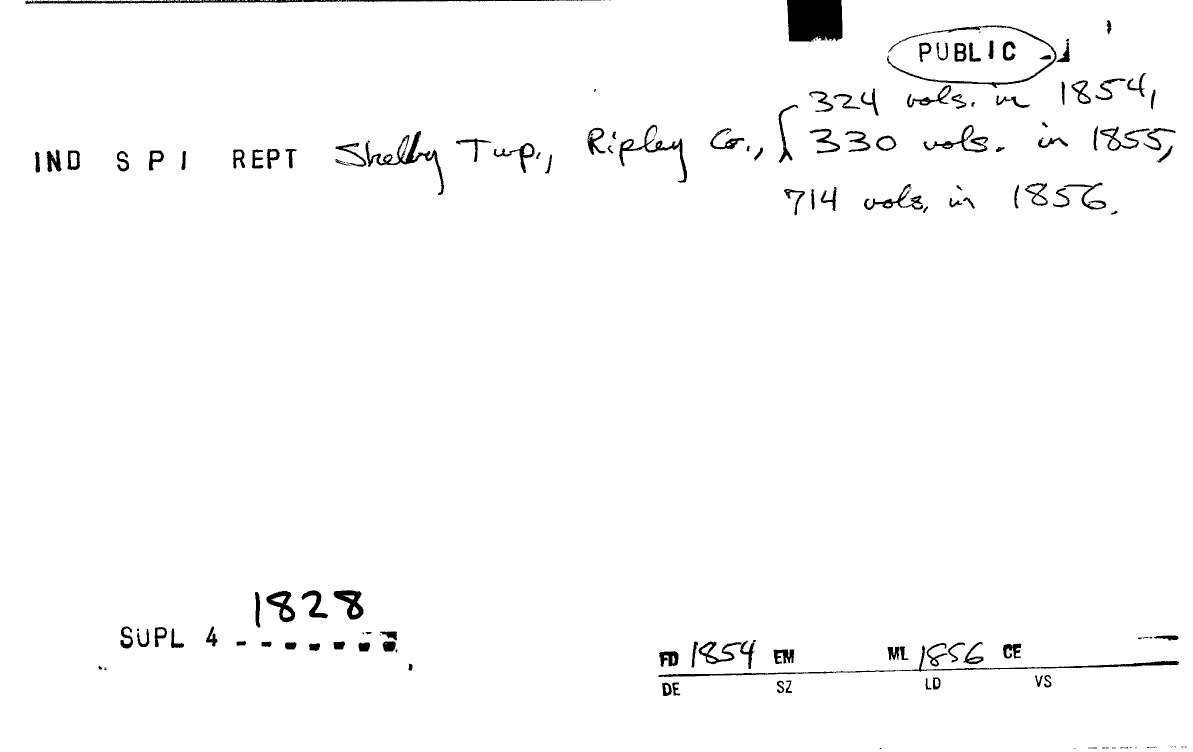 PUBLIC
324 vols. in 1854,
IND S P I REPT Shelby Twp., Ripley Co., 330 vols. in 1855,
714 vols. in 1856.
1828
SUPL 4
FD 1854 EM ML 1856 CE
DE SZ LD VS